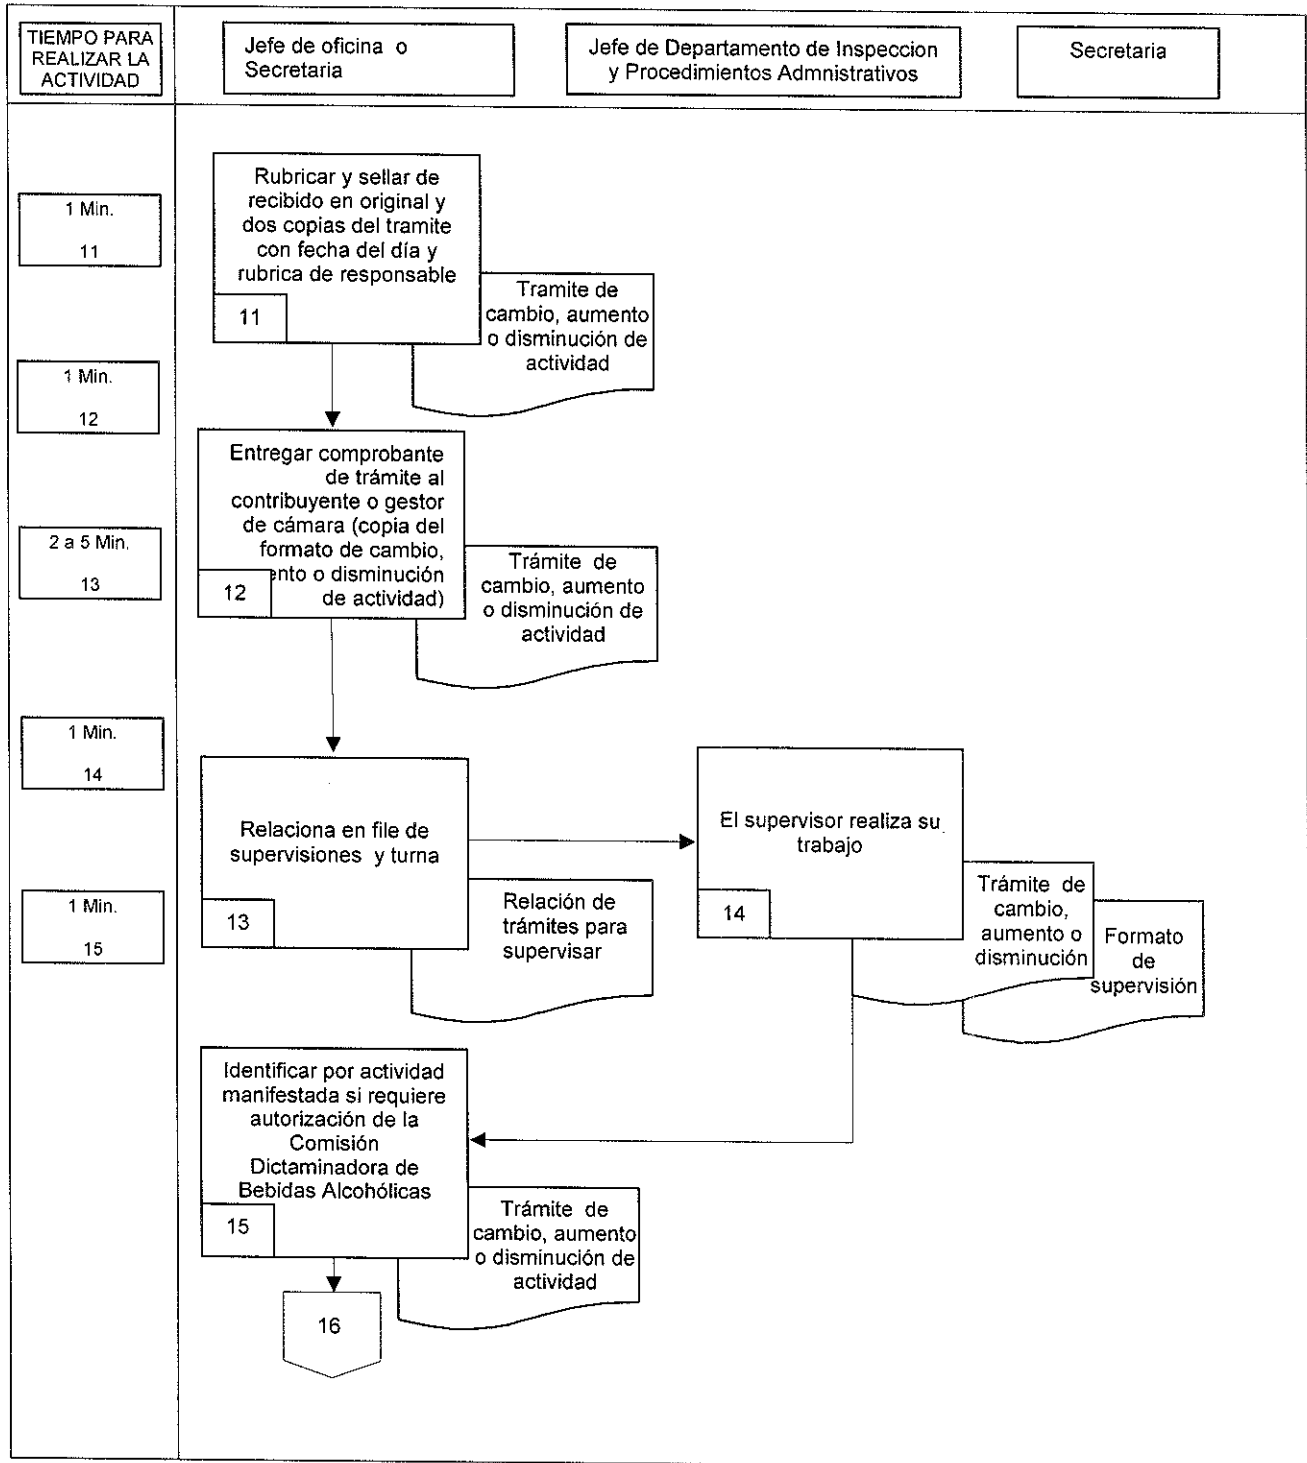 TIEMPO PARA
REALIZAR LA
ACTIVIDAD
Jefe de oficina o
Secretaria
Jefe de Departamento de Inspeccion
y Procedimientos Admnistrativos
Secretaria
1 Min.
11
Rubricar y sellar de
recibido en original y
dos copias del tramite
con fecha del día y
rubrica de responsable
11
Tramite de
cambio, aumento
o disminución de
actividad
1 Min.
12
Entregar comprobante
de trámite al
contribuyente o gestor
de cámara (copia del
formato de cambio,
ento o disminución
de actividad)
12
Trámite de
cambio, aumento
o disminución de
actividad
2 a 5 Min.
13
1 Min.
14
Relaciona en file de
supervisiones y turna
13
Relación de
trámites para
supervisar
El supervisor realiza su
trabajo
14
Trámite de
cambio,
aumento o
disminución
Formato
de
supervisión
1 Min.
15
Identificar por actividad
manifestada si requiere
autorización de la
Comisión
Dictaminadora de
Bebidas Alcohólicas
15
Trámite de
cambio, aumento
o disminución de
actividad
16